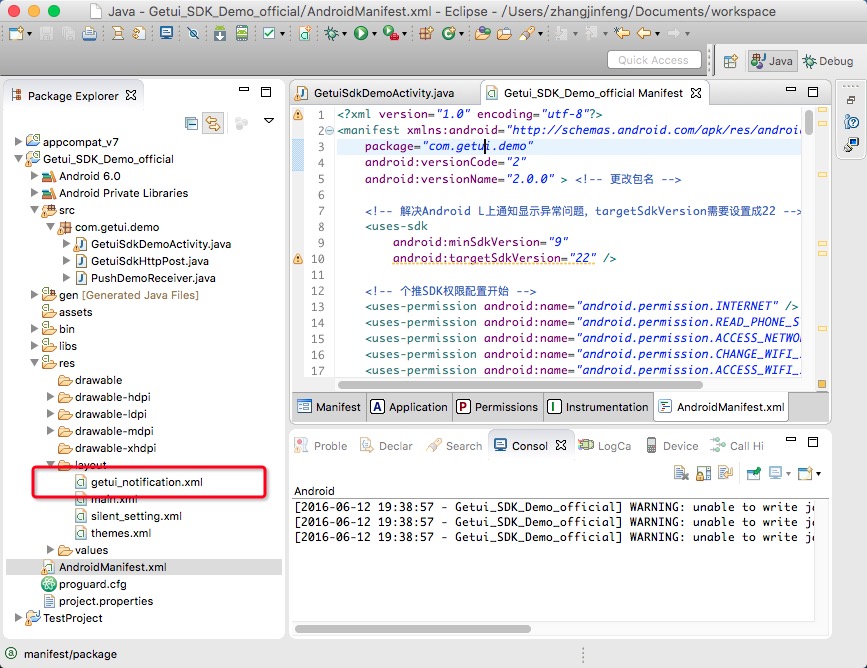 Java - Getui_SDK_Demo_official/AndroidManifest.xml - Eclipse - /Users/zhangjinfeng/Documents/workspace
Quick Access
Java
Debug
Package Explorer
appcompat_v7
Getui_SDK_Demo_official
Android 6.0
Android Private Libraries
src
com.getui.demo
GetuiSdkDemoActivity.java
GetuiSdkHttpPost.java
PushDemoReceiver.java
gen [Generated Java Files]
assets
bin
libs
res
drawable
drawable-hdpi
drawable-ldpi
drawable-mdpi
drawable-xhdpi
layout
getui_notification.xml
main.xml
silent_setting.xml
themes.xml
values
AndroidManifest.xml
proguard.cfg
project.properties
TestProject
GetuiSdkDemoActivity.java
Getui_SDK_Demo_official Manifest
1 <?xml version="1.0" encoding="utf-8"?>
2 <manifest xmlns:android="http://schemas.android.com/apk/res/androi
3 package="com.getui.demo"
4 android:versionCode="2"
5 android:versionName="2.0.0" > <!-- 更改包名 -->
6
7 <!-- 解决Android L上通知显示异常问题，targetSdkVersion需要设置成22 -->
8 <uses-sdk
9 android:minSdkVersion="9"
10 android:targetSdkVersion="22" />
11
12 <!-- 个推SDK权限配置开始 -->
13 <uses-permission android:name="android.permission.INTERNET" />
14 <uses-permission android:name="android.permission.READ_PHONE_S
15 <uses-permission android:name="android.permission.ACCESS_NETWO
16 <uses-permission android:name="android.permission.CHANGE_WIFI_
17 <uses-permission android:name="android.permission.ACCESS_WIFI_
Manifest
Application
Permissions
Instrumentation
AndroidManifest.xml
Proble
Declar
Search
Consol
LogCa
Device
Call Hi
Android
[2016-06-12 19:38:57 - Getui_SDK_Demo_official] WARNING: unable to write j
[2016-06-12 19:38:57 - Getui_SDK_Demo_official] WARNING: unable to write j
[2016-06-12 19:38:57 - Getui_SDK_Demo_official] WARNING: unable to write j
manifest/package